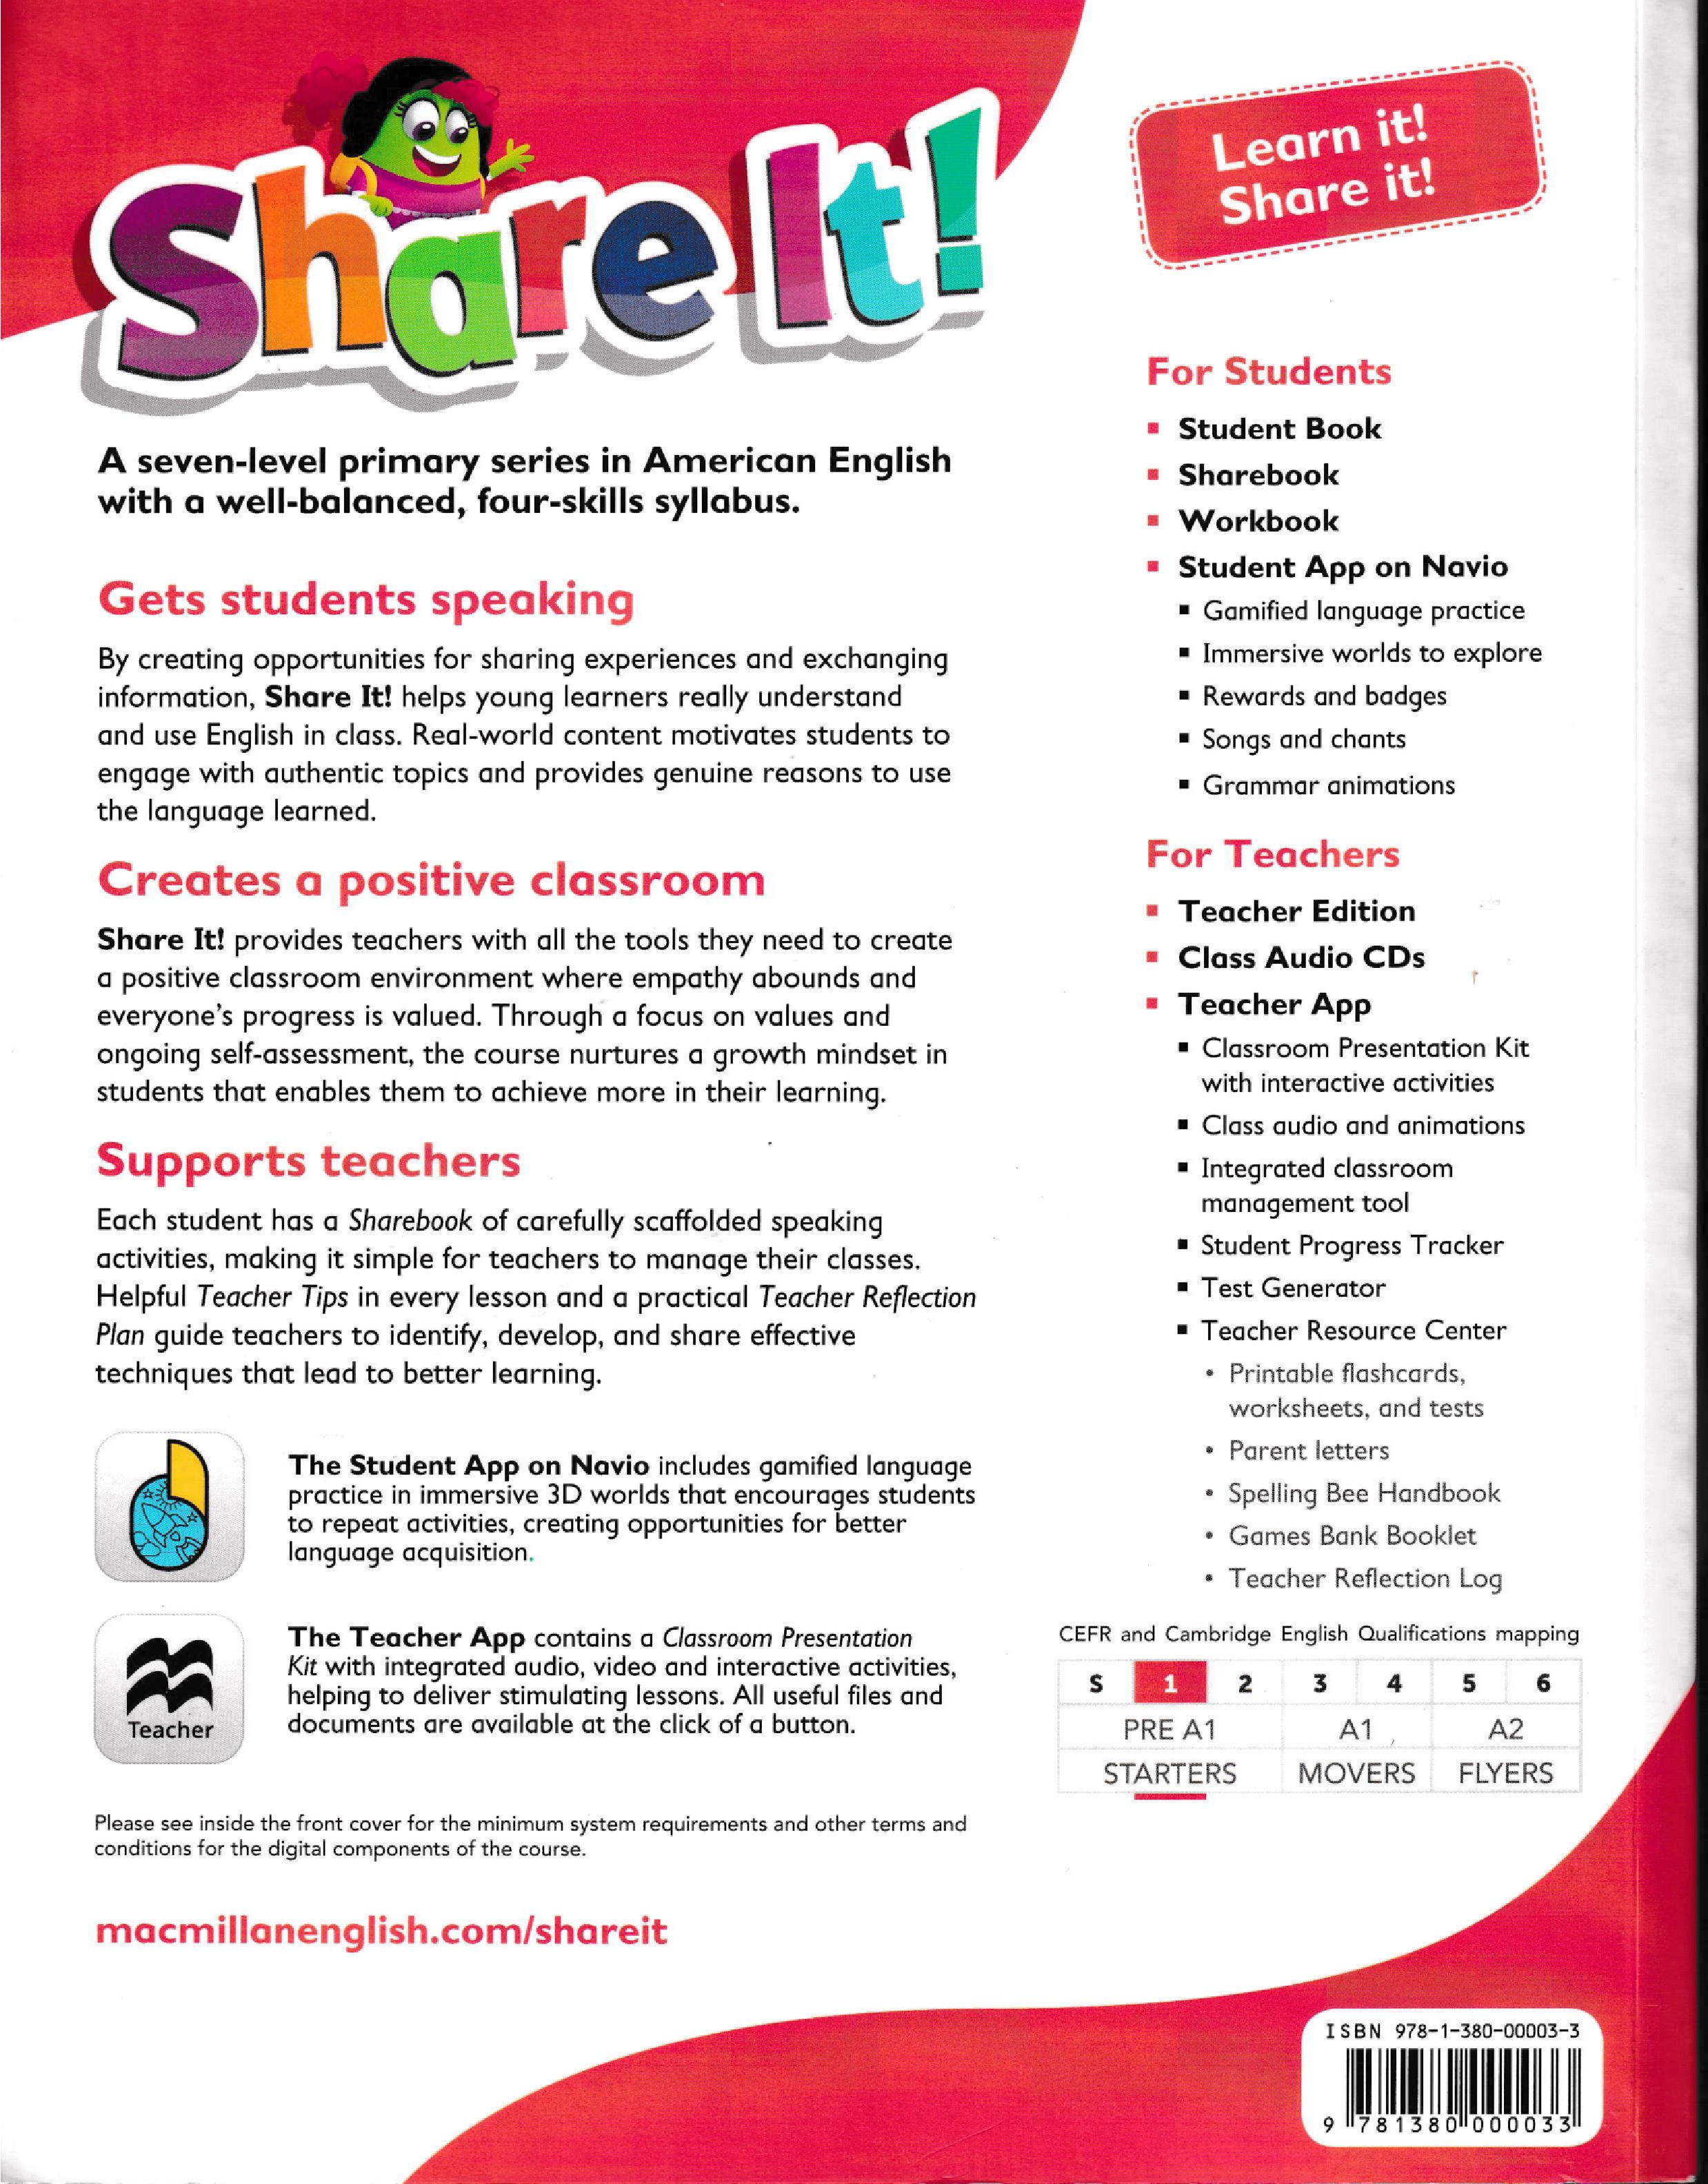 Share It!
A seven-level primary series in American English
with a well-balanced, four-skills syllabus.
Gets students speaking
By creating opportunities for sharing experiences and exchanging
information, Share It! helps young learners really understand
and use English in class. Real-world content motivates students to
engage with authentic topics and provides genuine reasons to use
the language learned.
Creates a positive classroom
Share It! provides teachers with all the tools they need to create
a positive classroom environment where empathy abounds and
everyone's progress is valued. Through a focus on values and
ongoing self-assessment, the course nurtures a growth mindset in
students that enables them to achieve more in their learning.
Supports teachers
Each student has a Sharebook of carefully scaffolded speaking
activities, making it simple for teachers to manage their classes.
Helpful Teacher Tips in every lesson and a practical Teacher Reflection
Plan guide teachers to identify, develop, and share effective
techniques that lead to better learning.
The Student App on Navio includes gamified language
practice in immersive 3D worlds that encourages students
to repeat activities, creating opportunities for better
language acquisition.
Teacher
The Teacher App contains a Classroom Presentation
Kit with integrated audio, video and interactive activities,
helping to deliver stimulating lessons. All useful files and
documents are available at the click of a button.
Please see inside the front cover for the minimum system requirements and other terms and
conditions for the digital components of the course.
macmillanenglish.com/shareit
Learn it!
Share it!
For Students
▪ Student Book
▪ Sharebook
▪ Workbook
▪ Student App on Navio
▪ Gamified language practice
▪ Immersive worlds to explore
▪ Rewards and badges
▪ Songs and chants
▪ Grammar animations
For Teachers
▪ Teacher Edition
▪ Class Audio CDs
▪ Teacher App
▪ Classroom Presentation Kit
with interactive activities
▪ Class audio and animations
▪ Integrated classroom
management tool
▪ Student Progress Tracker
▪ Test Generator
▪ Teacher Resource Center
• Printable flashcards,
worksheets, and tests
• Parent letters
• Spelling Bee Handbook
• Games Bank Booklet
• Teacher Reflection Log
CEFR and Cambridge English Qualifications mapping
S 1 2 3 4 5 6
PRE A1 A1 A2
STARTERS MOVERS FLYERS
ISBN 978-1-380-00003-3
9 781380 000033